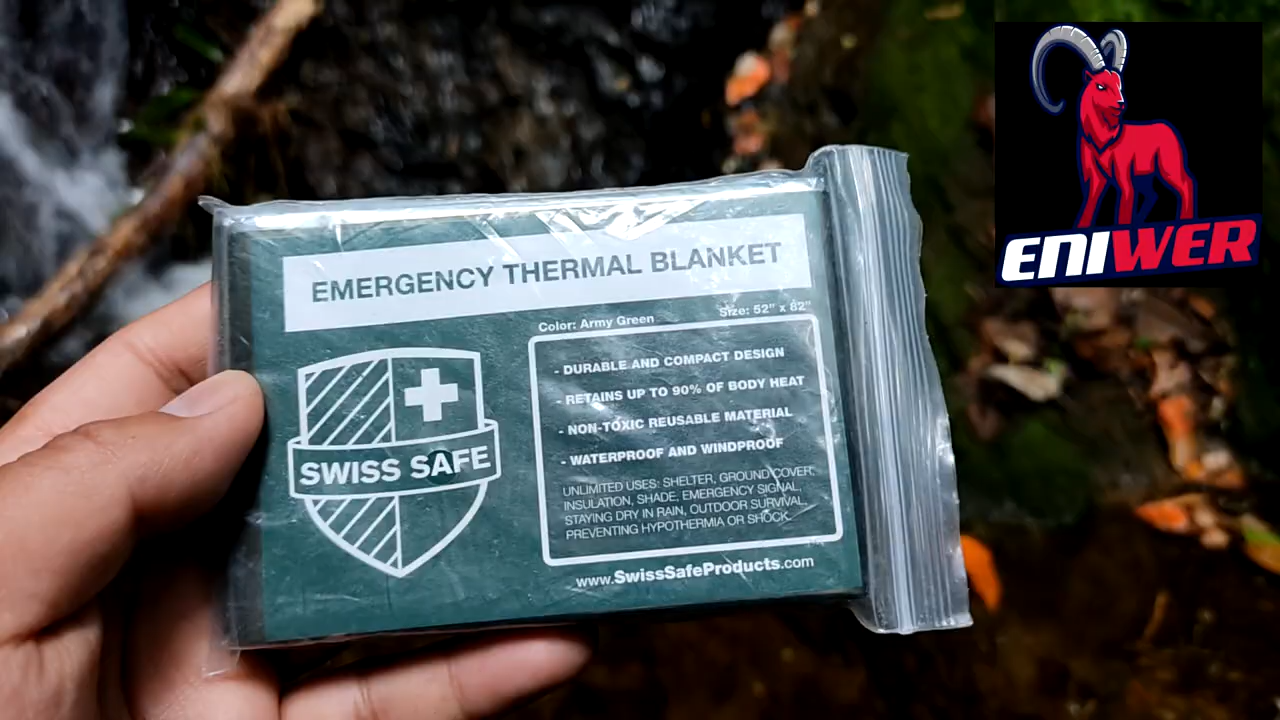 ENIWER
EMERGENCY THERMAL BLANKET
Color: Army Green
Size: 52" x 82"
- DURABLE AND COMPACT DESIGN
- RETAINS UP TO 90% OF BODY HEAT
- NON-TOXIC REUSABLE MATERIAL
- WATERPROOF AND WINDPROOF
UNLIMITED USES: SHELTER, GROUND COVER,
INSULATION, SHADE, EMERGENCY SIGNAL,
STAYING DRY IN RAIN, OUTDOOR SURVIVAL,
PREVENTING HYPOTHERMIA OR SHOCK.
SWISS SAFE
www.SwissSafeProducts.com